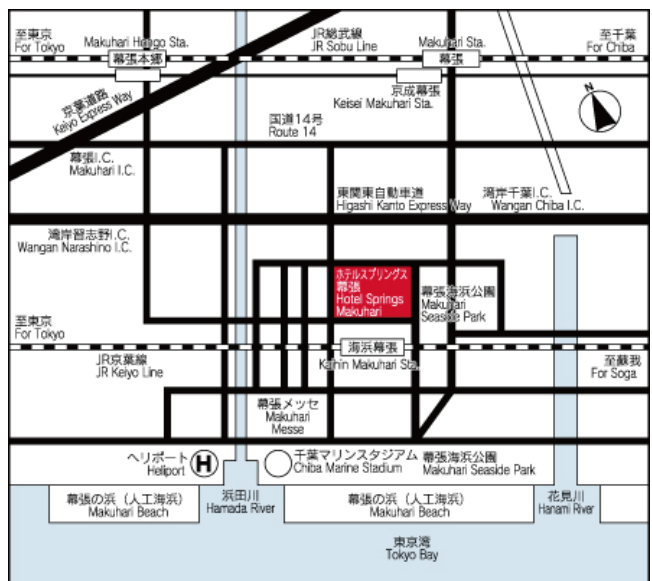 至東京
For Tokyo
Makuhari Hongo Sta.
幕張本郷
JR総武線
JR Sobu Line
Makuhari Sta.
幕張
至千葉
For Chiba
京葉道路
Keiyo Express Way
京成幕張
Keisei Makuhari Sta.
N
国道14号
Route 14
幕張I.C.
Makuhari I.C.
東関東自動車道
Higashi Kanto Express Way
湾岸千葉I.C.
Wangan Chiba I.C.
湾岸習志野I.C.
Wangan Narashino I.C.
ホテルスプリングス
幕張
Hotel Springs
Makuhari
幕張海浜公園
Makuhari
Seaside Park
至東京
For Tokyo
海浜幕張
Kaihin Makuhari Sta.
JR京葉線
JR Keiyo Line
至蘇我
For Soga
幕張メッセ
Makuhari
Messe
ヘリポート
Heliport
H
千葉マリンスタジアム
Chiba Marine Stadium
幕張海浜公園
Makuhari Seaside Park
幕張の浜（人工海浜）
Makuhari Beach
浜田川
Hamada River
幕張の浜（人工海浜）
Makuhari Beach
花見川
Hanami River
東京湾
Tokyo Bay